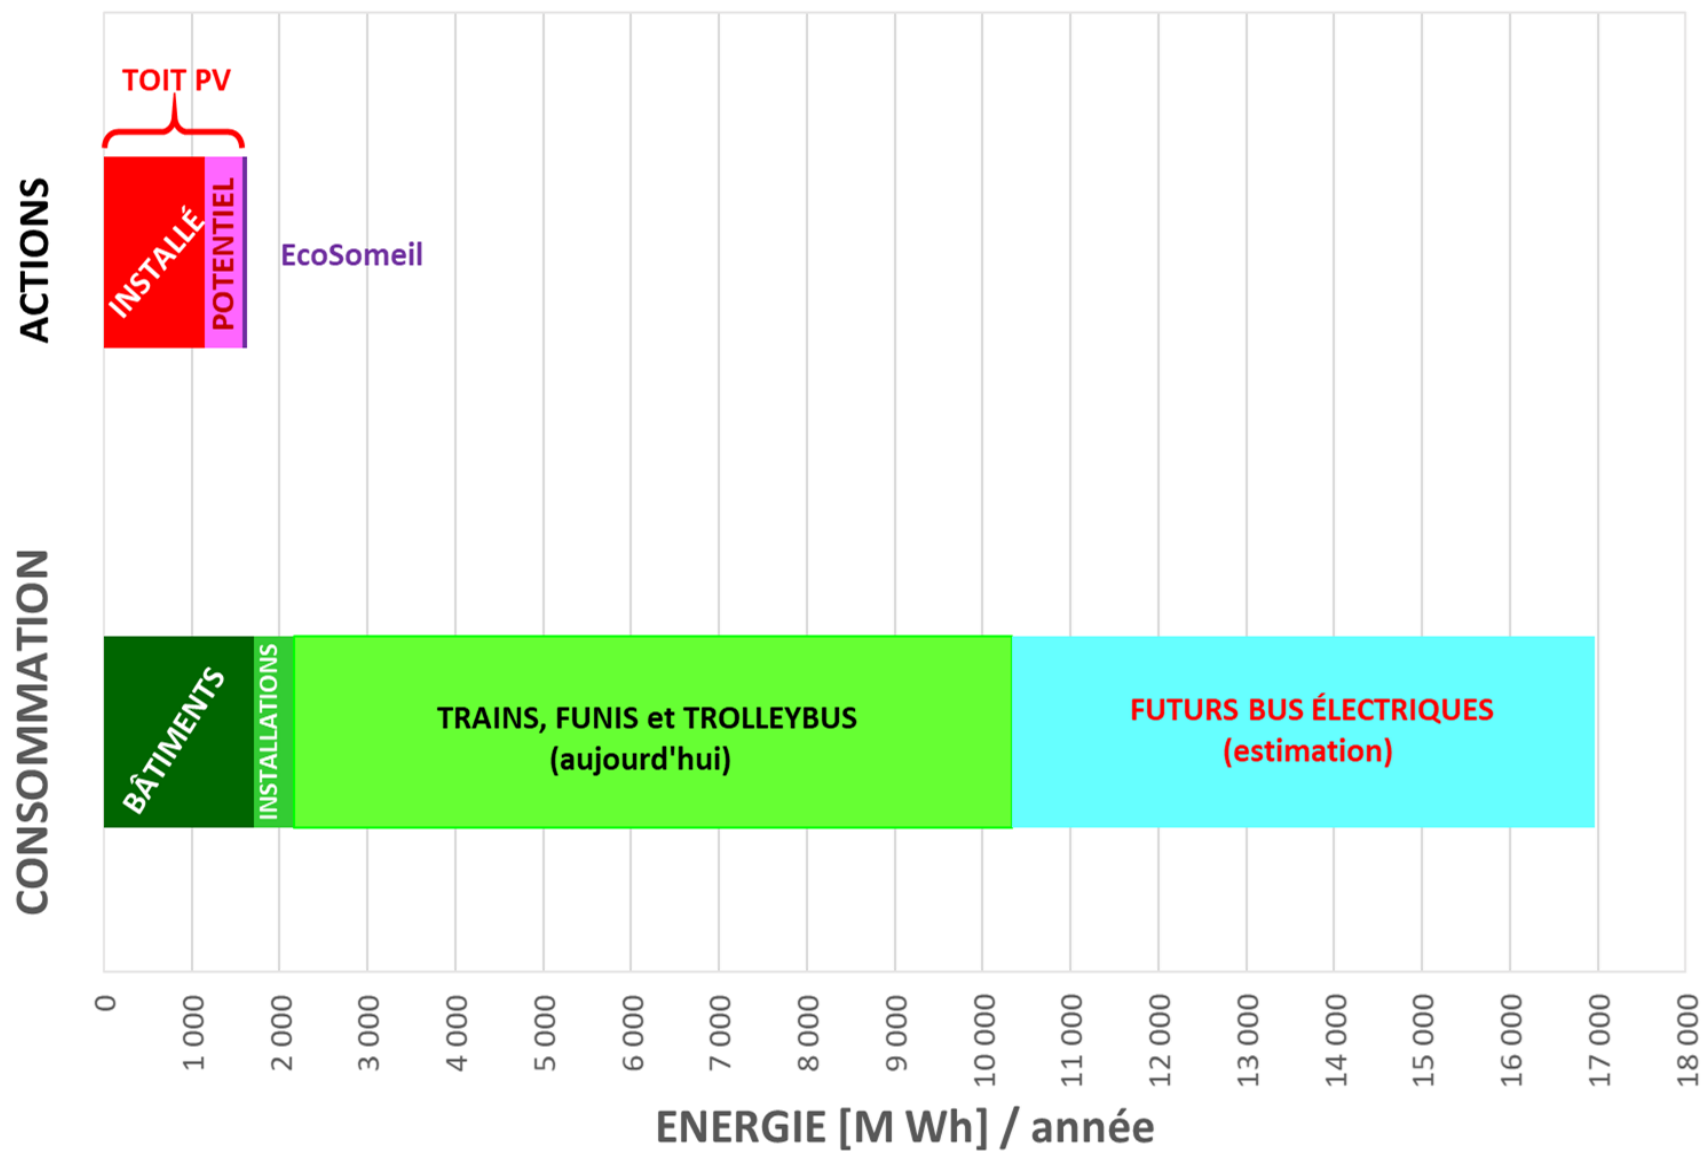 TOIT PV
ACTIONS
INSTALLÉ
POTENTIEL
EcoSomeil
CONSOMMATION
BÂTIMENTS
INSTALLATIONS
TRAINS, FUNIS et TROLLEYBUS
(aujourd'hui)
FUTURS BUS ÉLECTRIQUES
(estimation)
0
1 000
2 000
3 000
4 000
5 000
6 000
7 000
8 000
9 000
10 000
11 000
12 000
13 000
14 000
15 000
16 000
17 000
18 000
ENERGIE [M Wh] / année